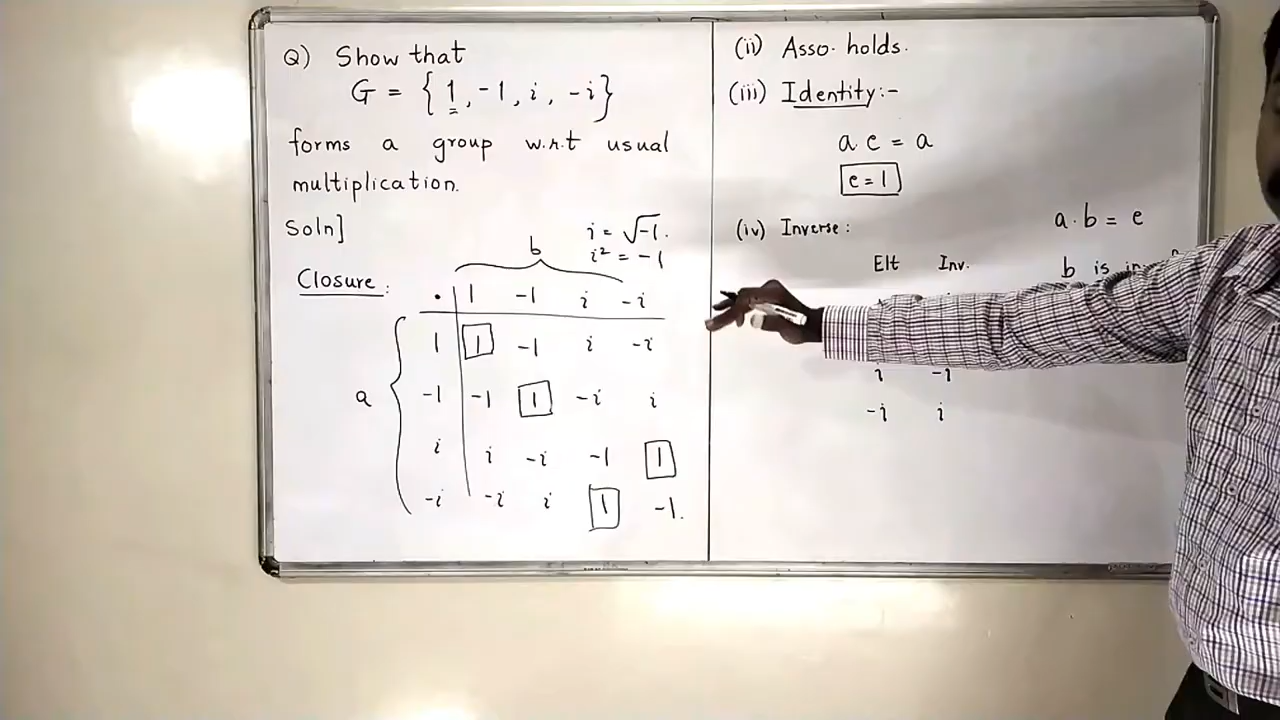 Q) Show that
G = { 1, -1, i, -i }
forms a group w.r.t usual
multiplication.
Soln]
i = √-1.
i² = -1
b
Closure:
. 1 -1 i -i
1 1 -1 i -i
a
-1 -1 1 -i i
i i -i -1 1
-i -i i 1 -1.
(ii) Asso. holds.
(iii) Identity:-
a e = a
e = 1
(iv) Inverse:
a·b = e
Elt Inv.
b is
i -i
-i i